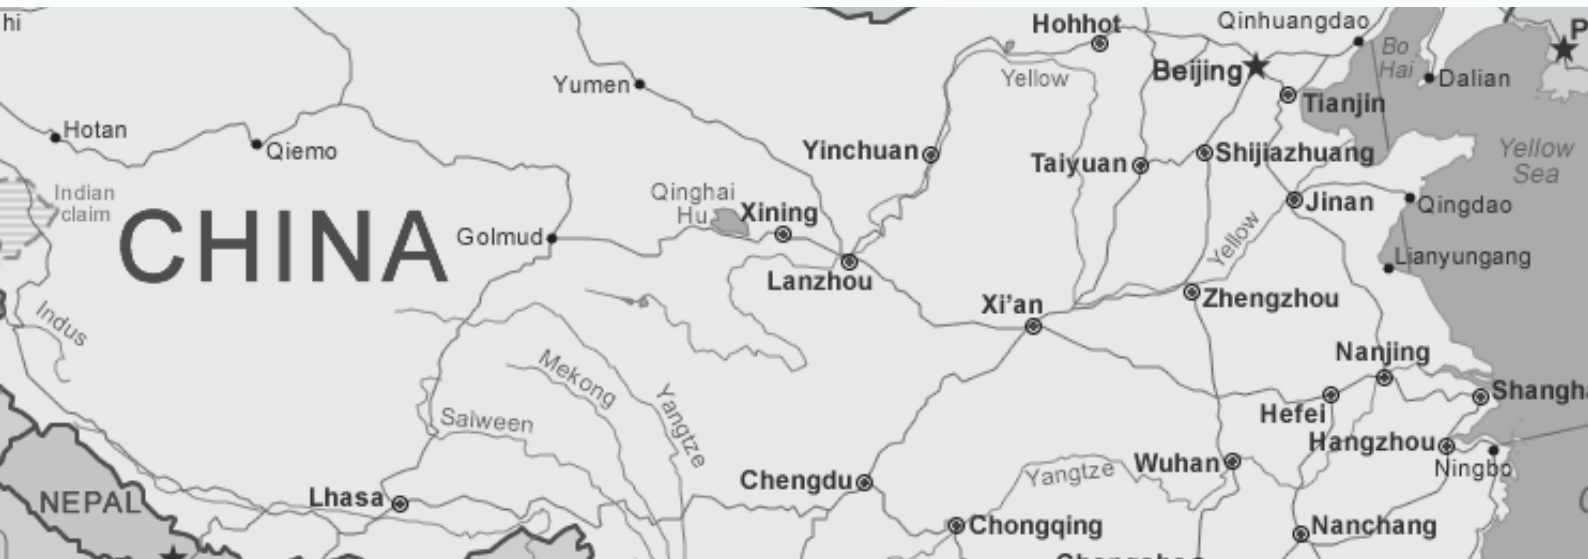 hi
Hohhot
Qinhuangdao
P
Bo
Hai
Yumen
Yellow
Beijing
Dalian
Tianjin
Hotan
Qiemo
Yinchuan
Taiyuan
Shijiazhuang
Yellow
Sea
Indian
claim
Qinghai
Hu
Xining
Jinan
Qingdao
CHINA
Golmud
Yellow
Lianyungang
Lanzhou
Xi'an
Zhengzhou
Indus
Nanjing
Mekong
Yangtze
Shangha
Salween
Hefei
Hangzhou
Ningbo
Chengdu
Yangtze
Wuhan
NEPAL
Lhasa
Chongqing
Nanchang